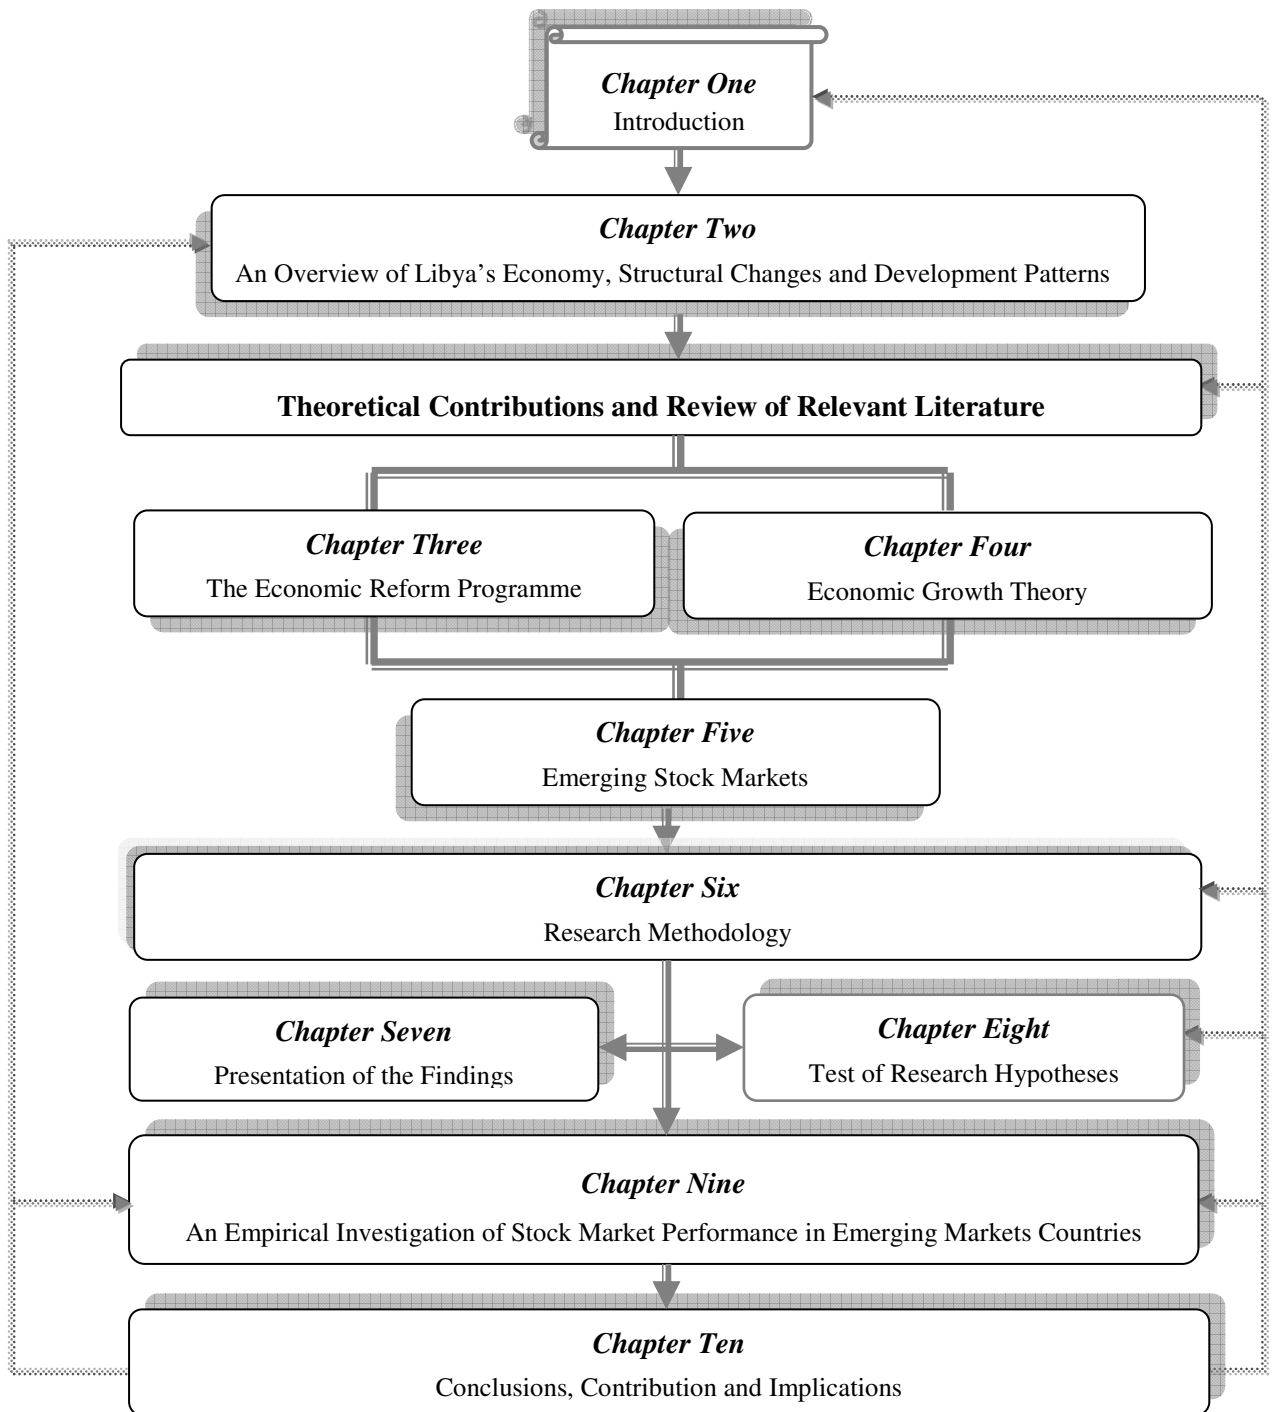 Chapter One
Introduction
Chapter Two
An Overview of Libya’s Economy, Structural Changes and Development Patterns
Theoretical Contributions and Review of Relevant Literature
Chapter Three
The Economic Reform Programme
Chapter Four
Economic Growth Theory
Chapter Five
Emerging Stock Markets
Chapter Six
Research Methodology
Chapter Seven
Presentation of the Findings
Chapter Eight
Test of Research Hypotheses
Chapter Nine
An Empirical Investigation of Stock Market Performance in Emerging Markets Countries
Chapter Ten
Conclusions, Contribution and Implications